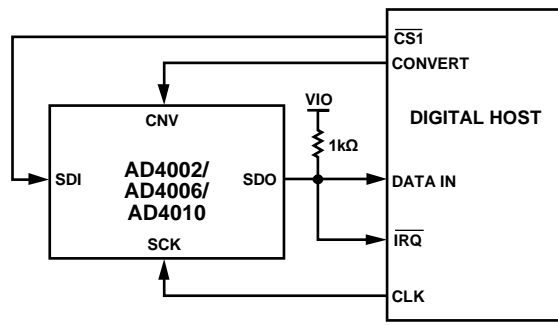 CS1
CONVERT
VIO
CNV
DIGITAL HOST
1kΩ
AD4002/
AD4006/
AD4010
SDI
SDO
DATA IN
SCK
IRQ
CLK